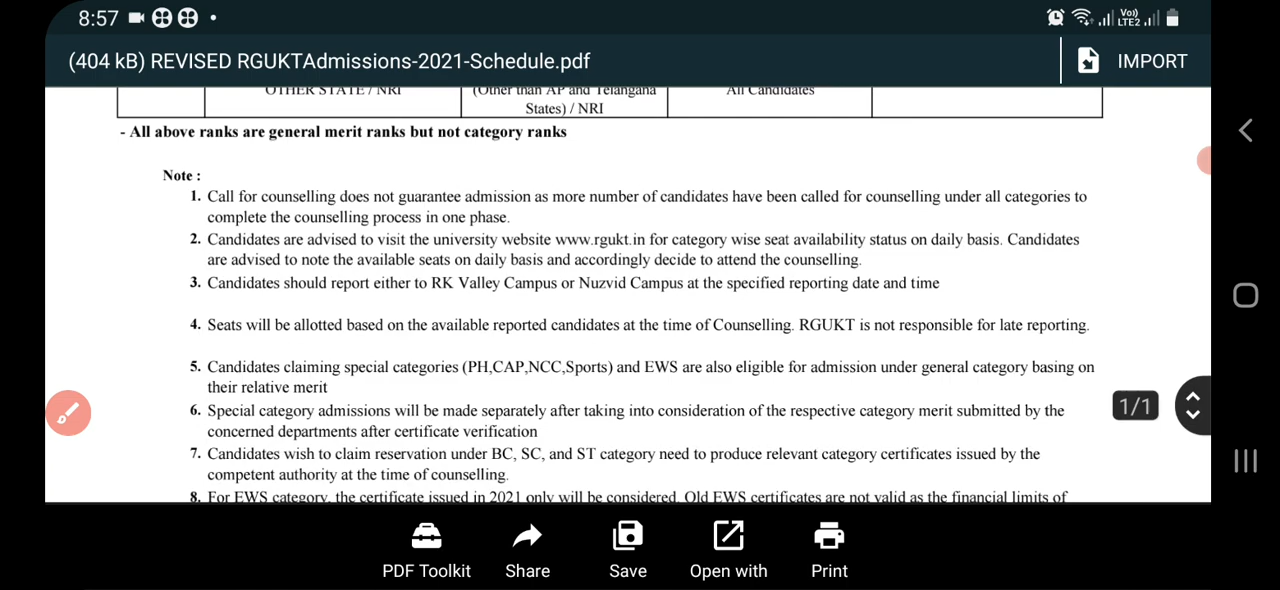 8:57
Vo))
LTE2
(404 kB) REVISED RGUKTAdmissions-2021-Schedule.pdf
IMPORT
OTHER STATE / NRI
(Other than AP and Telangana
All Candidates
States) / NRI
- All above ranks are general merit ranks but not category ranks
Note :
1. Call for counselling does not guarantee admission as more number of candidates have been called for counselling under all categories to
complete the counselling process in one phase.
2. Candidates are advised to visit the university website www.rgukt.in for category wise seat availability status on daily basis. Candidates
are advised to note the available seats on daily basis and accordingly decide to attend the counselling.
3. Candidates should report either to RK Valley Campus or Nuzvid Campus at the specified reporting date and time
4. Seats will be allotted based on the available reported candidates at the time of Counselling. RGUKT is not responsible for late reporting.
5. Candidates claiming special categories (PH,CAP,NCC,Sports) and EWS are also eligible for admission under general category basing on
their relative merit
6. Special category admissions will be made separately after taking into consideration of the respective category merit submitted by the
concerned departments after certificate verification
7. Candidates wish to claim reservation under BC, SC, and ST category need to produce relevant category certificates issued by the
competent authority at the time of counselling.
8. For EWS category, the certificate issued in 2021 only will be considered. Old EWS certificates are not valid as the financial limits of
1/1
PDF Toolkit
Share
Save
Open with
Print